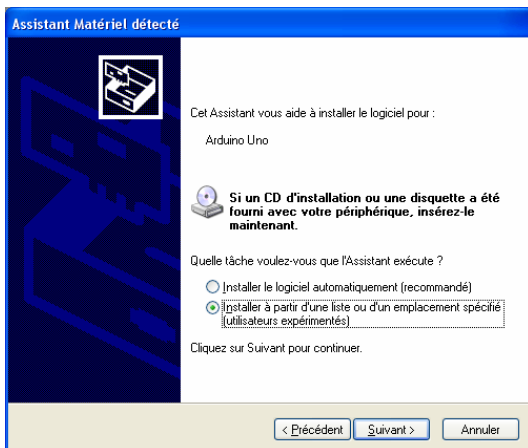 Assistant Matériel détecté
Cet Assistant vous aide à installer le logiciel pour :
Arduino Uno
Si un CD d'installation ou une disquette a été
fourni avec votre périphérique, insérez-le
maintenant.
Quelle tâche voulez-vous que l'Assistant exécute ?
Installer le logiciel automatiquement (recommandé)
Installer à partir d'une liste ou d'un emplacement spécifié
(utilisateurs expérimentés)
Cliquez sur Suivant pour continuer.
< Précédent Suivant > Annuler